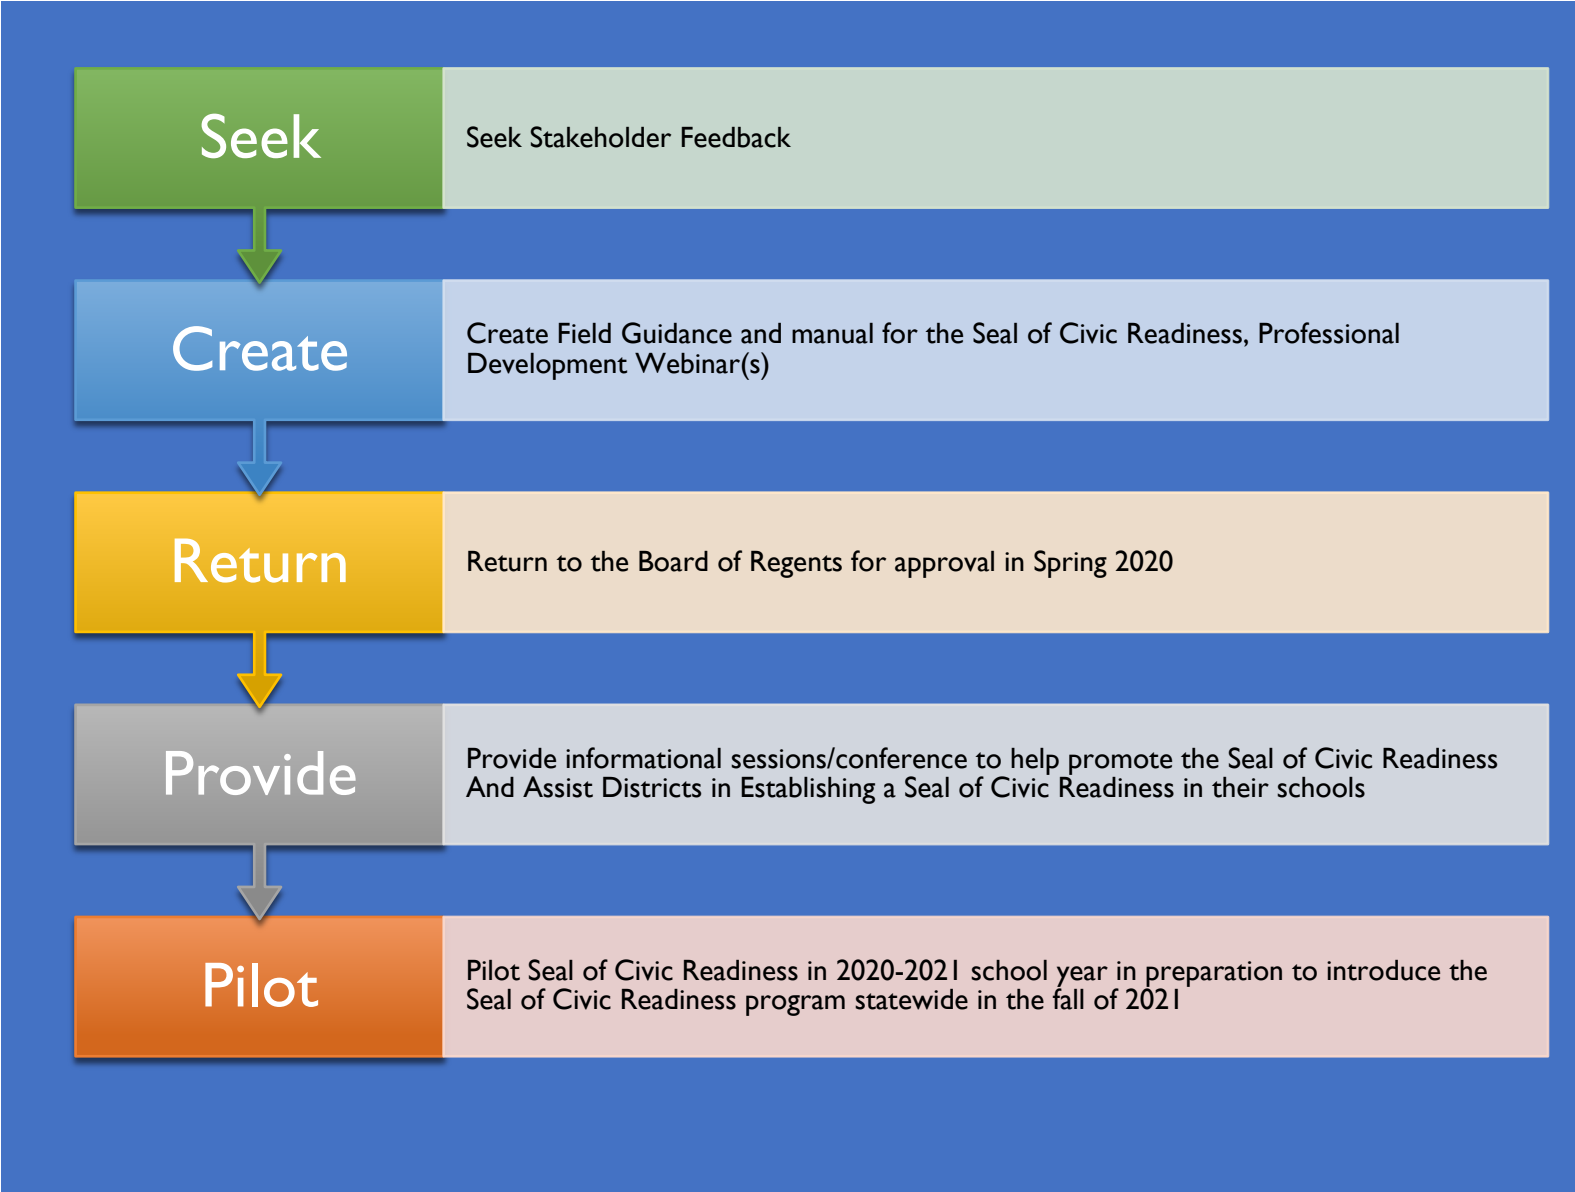 Seek
Seek Stakeholder Feedback
Create
Create Field Guidance and manual for the Seal of Civic Readiness, Professional
Development Webinar(s)
Return
Return to the Board of Regents for approval in Spring 2020
Provide
Provide informational sessions/conference to help promote the Seal of Civic Readiness
And Assist Districts in Establishing a Seal of Civic Readiness in their schools
Pilot
Pilot Seal of Civic Readiness in 2020-2021 school year in preparation to introduce the
Seal of Civic Readiness program statewide in the fall of 2021